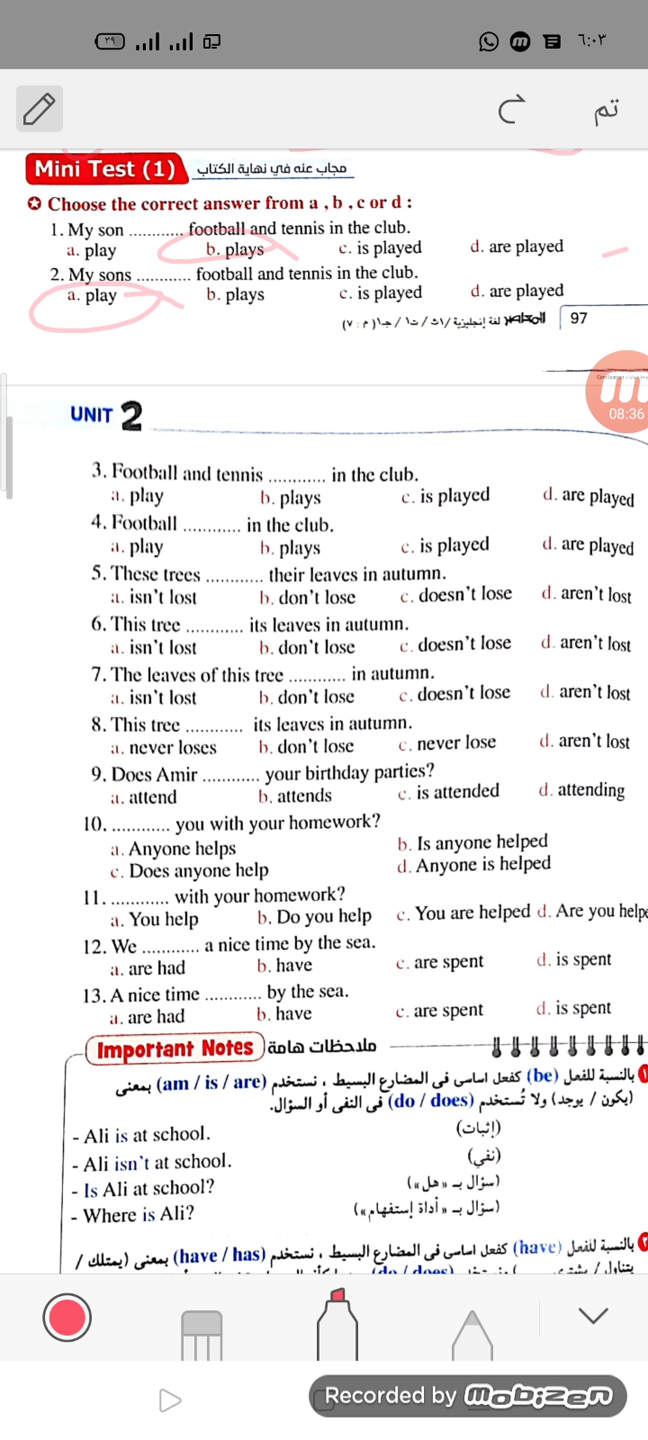 ٣٩ ٦:٠٣
تم
Mini Test (1) مجاب عنه في نهاية الكتاب
✪ Choose the correct answer from a , b , c or d :
1. My son ............ football and tennis in the club.
a. play b. plays c. is played d. are played
2. My sons ............ football and tennis in the club.
a. play b. plays c. is played d. are played
المعاصر لغة إنجليزية /١ث / ت١ / جـ١ (م : ٧) 97
08:36
UNIT 2
3. Football and tennis ............ in the club.
a. play b. plays c. is played d. are played
4. Football ............ in the club.
a. play b. plays c. is played d. are played
5. These trees ............ their leaves in autumn.
a. isn't lost b. don't lose c. doesn't lose d. aren't lost
6. This tree ............ its leaves in autumn.
a. isn't lost b. don't lose c. doesn't lose d. aren't lost
7. The leaves of this tree ............ in autumn.
a. isn't lost b. don't lose c. doesn't lose d. aren't lost
8. This tree ............ its leaves in autumn.
a. never loses b. don't lose c. never lose d. aren't lost
9. Does Amir ............ your birthday parties?
a. attend b. attends c. is attended d. attending
10. ............ you with your homework?
a. Anyone helps b. Is anyone helped
c. Does anyone help d. Anyone is helped
11. ............ with your homework?
a. You help b. Do you help c. You are helped d. Are you helpe
12. We ............ a nice time by the sea.
a. are had b. have c. are spent d. is spent
13. A nice time ............ by the sea.
a. are had b. have c. are spent d. is spent
Important Notes ملاحظات هامة
١ بالنسبة للفعل (be) كفعل اساسى فى المضارع البسيط ، نستخدم (am / is / are) بمعنى
(يكون / يوجد) ولا تُستخدم (do / does) فى النفى أو السؤال.
- Ali is at school. (إثبات)
- Ali isn't at school. (نفى)
- Is Ali at school? (سؤال بـ «هل»)
- Where is Ali? (سؤال بـ «أداة إستفهام»)
٢ بالنسبة للفعل (have) كفعل اساسى فى المضارع البسيط ، نستخدم (have / has) بمعنى (يمتلك /
Recorded by Mobizen